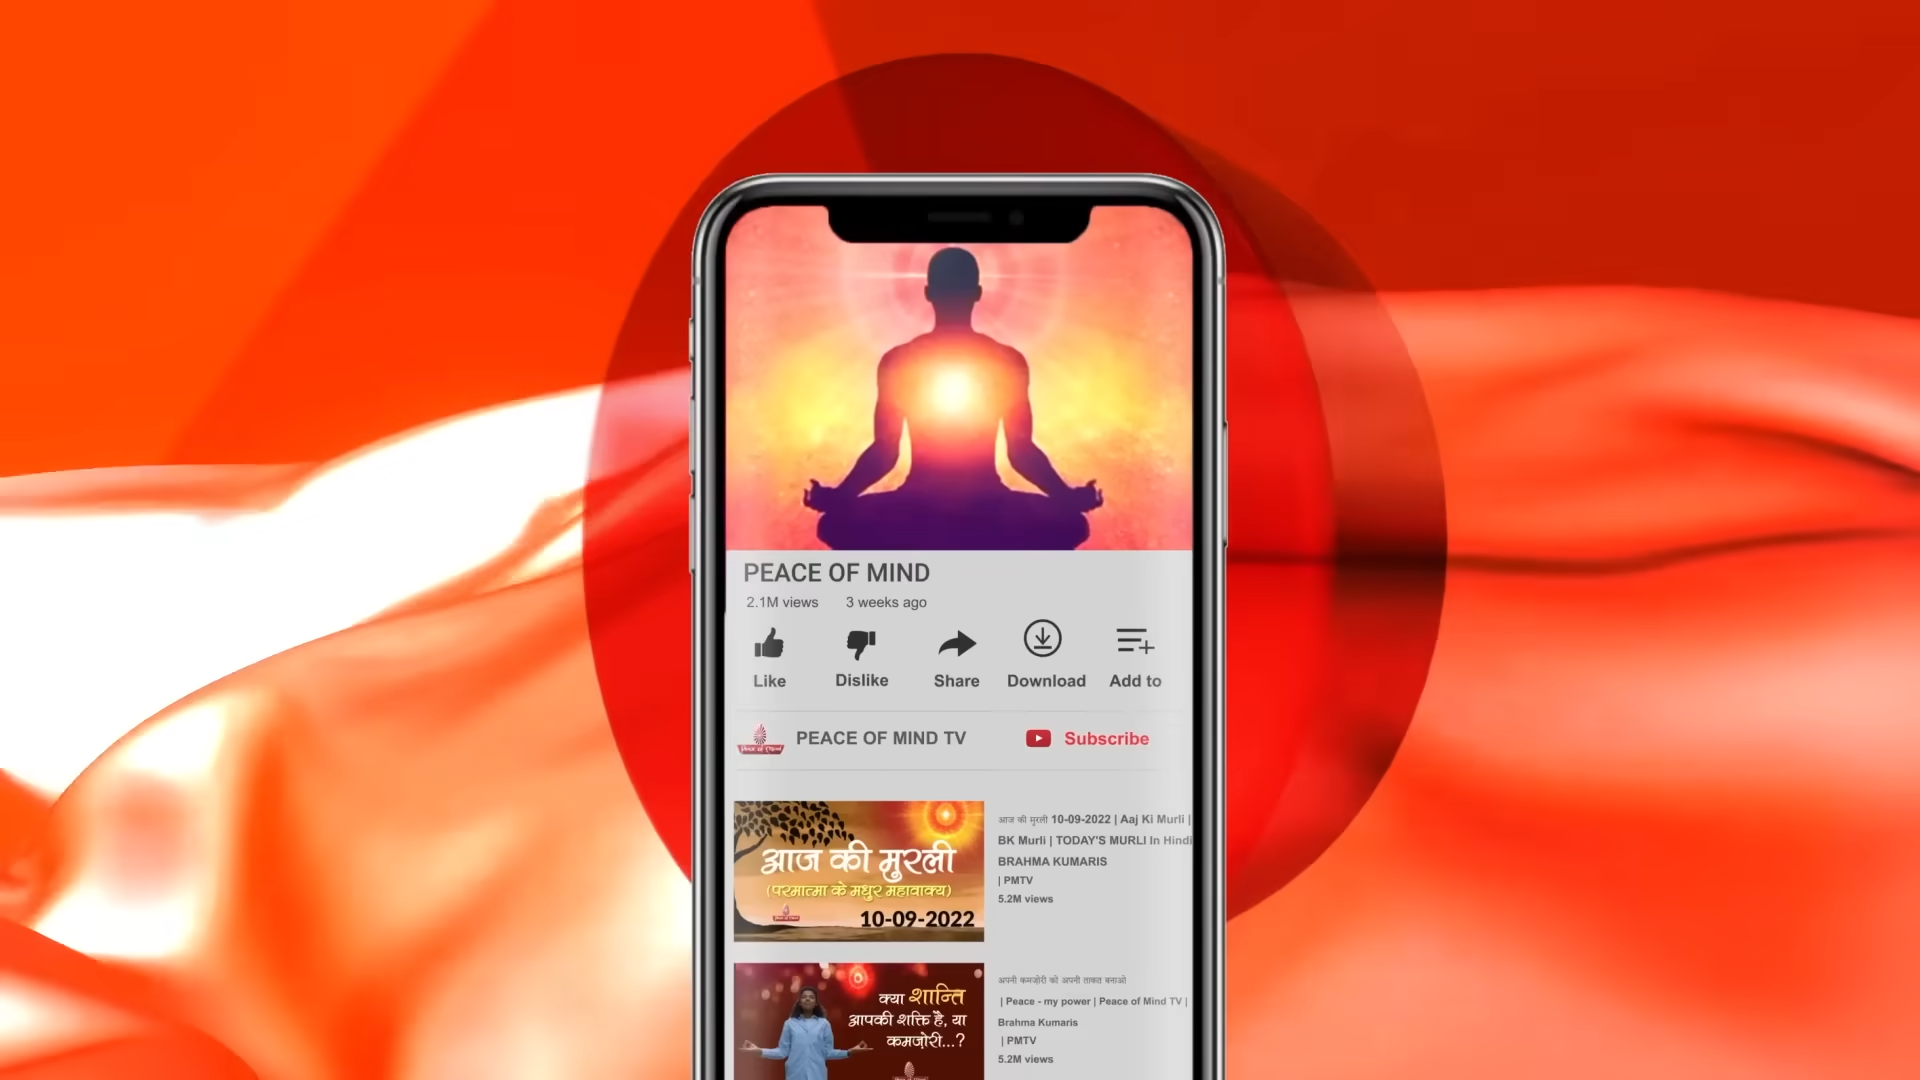 PEACE OF MIND
2.1M views 3 weeks ago
Like Dislike Share Download Add to
PEACE OF MIND TV Subscribe
आज की मुरली
(परमात्मा के मधुर महावाक्य)
10-09-2022
आज की मुरली 10-09-2022 | Aaj Ki Murli |
BK Murli | TODAY'S MURLI In Hindi
BRAHMA KUMARIS
| PMTV
5.2M views
क्या शान्ति
आपकी शक्ति है, या
कमज़ोरी...?
अपनी कमजोरी को अपनी ताकत बनाओ
| Peace - my power | Peace of Mind TV |
Brahma Kumaris
| PMTV
5.2M views